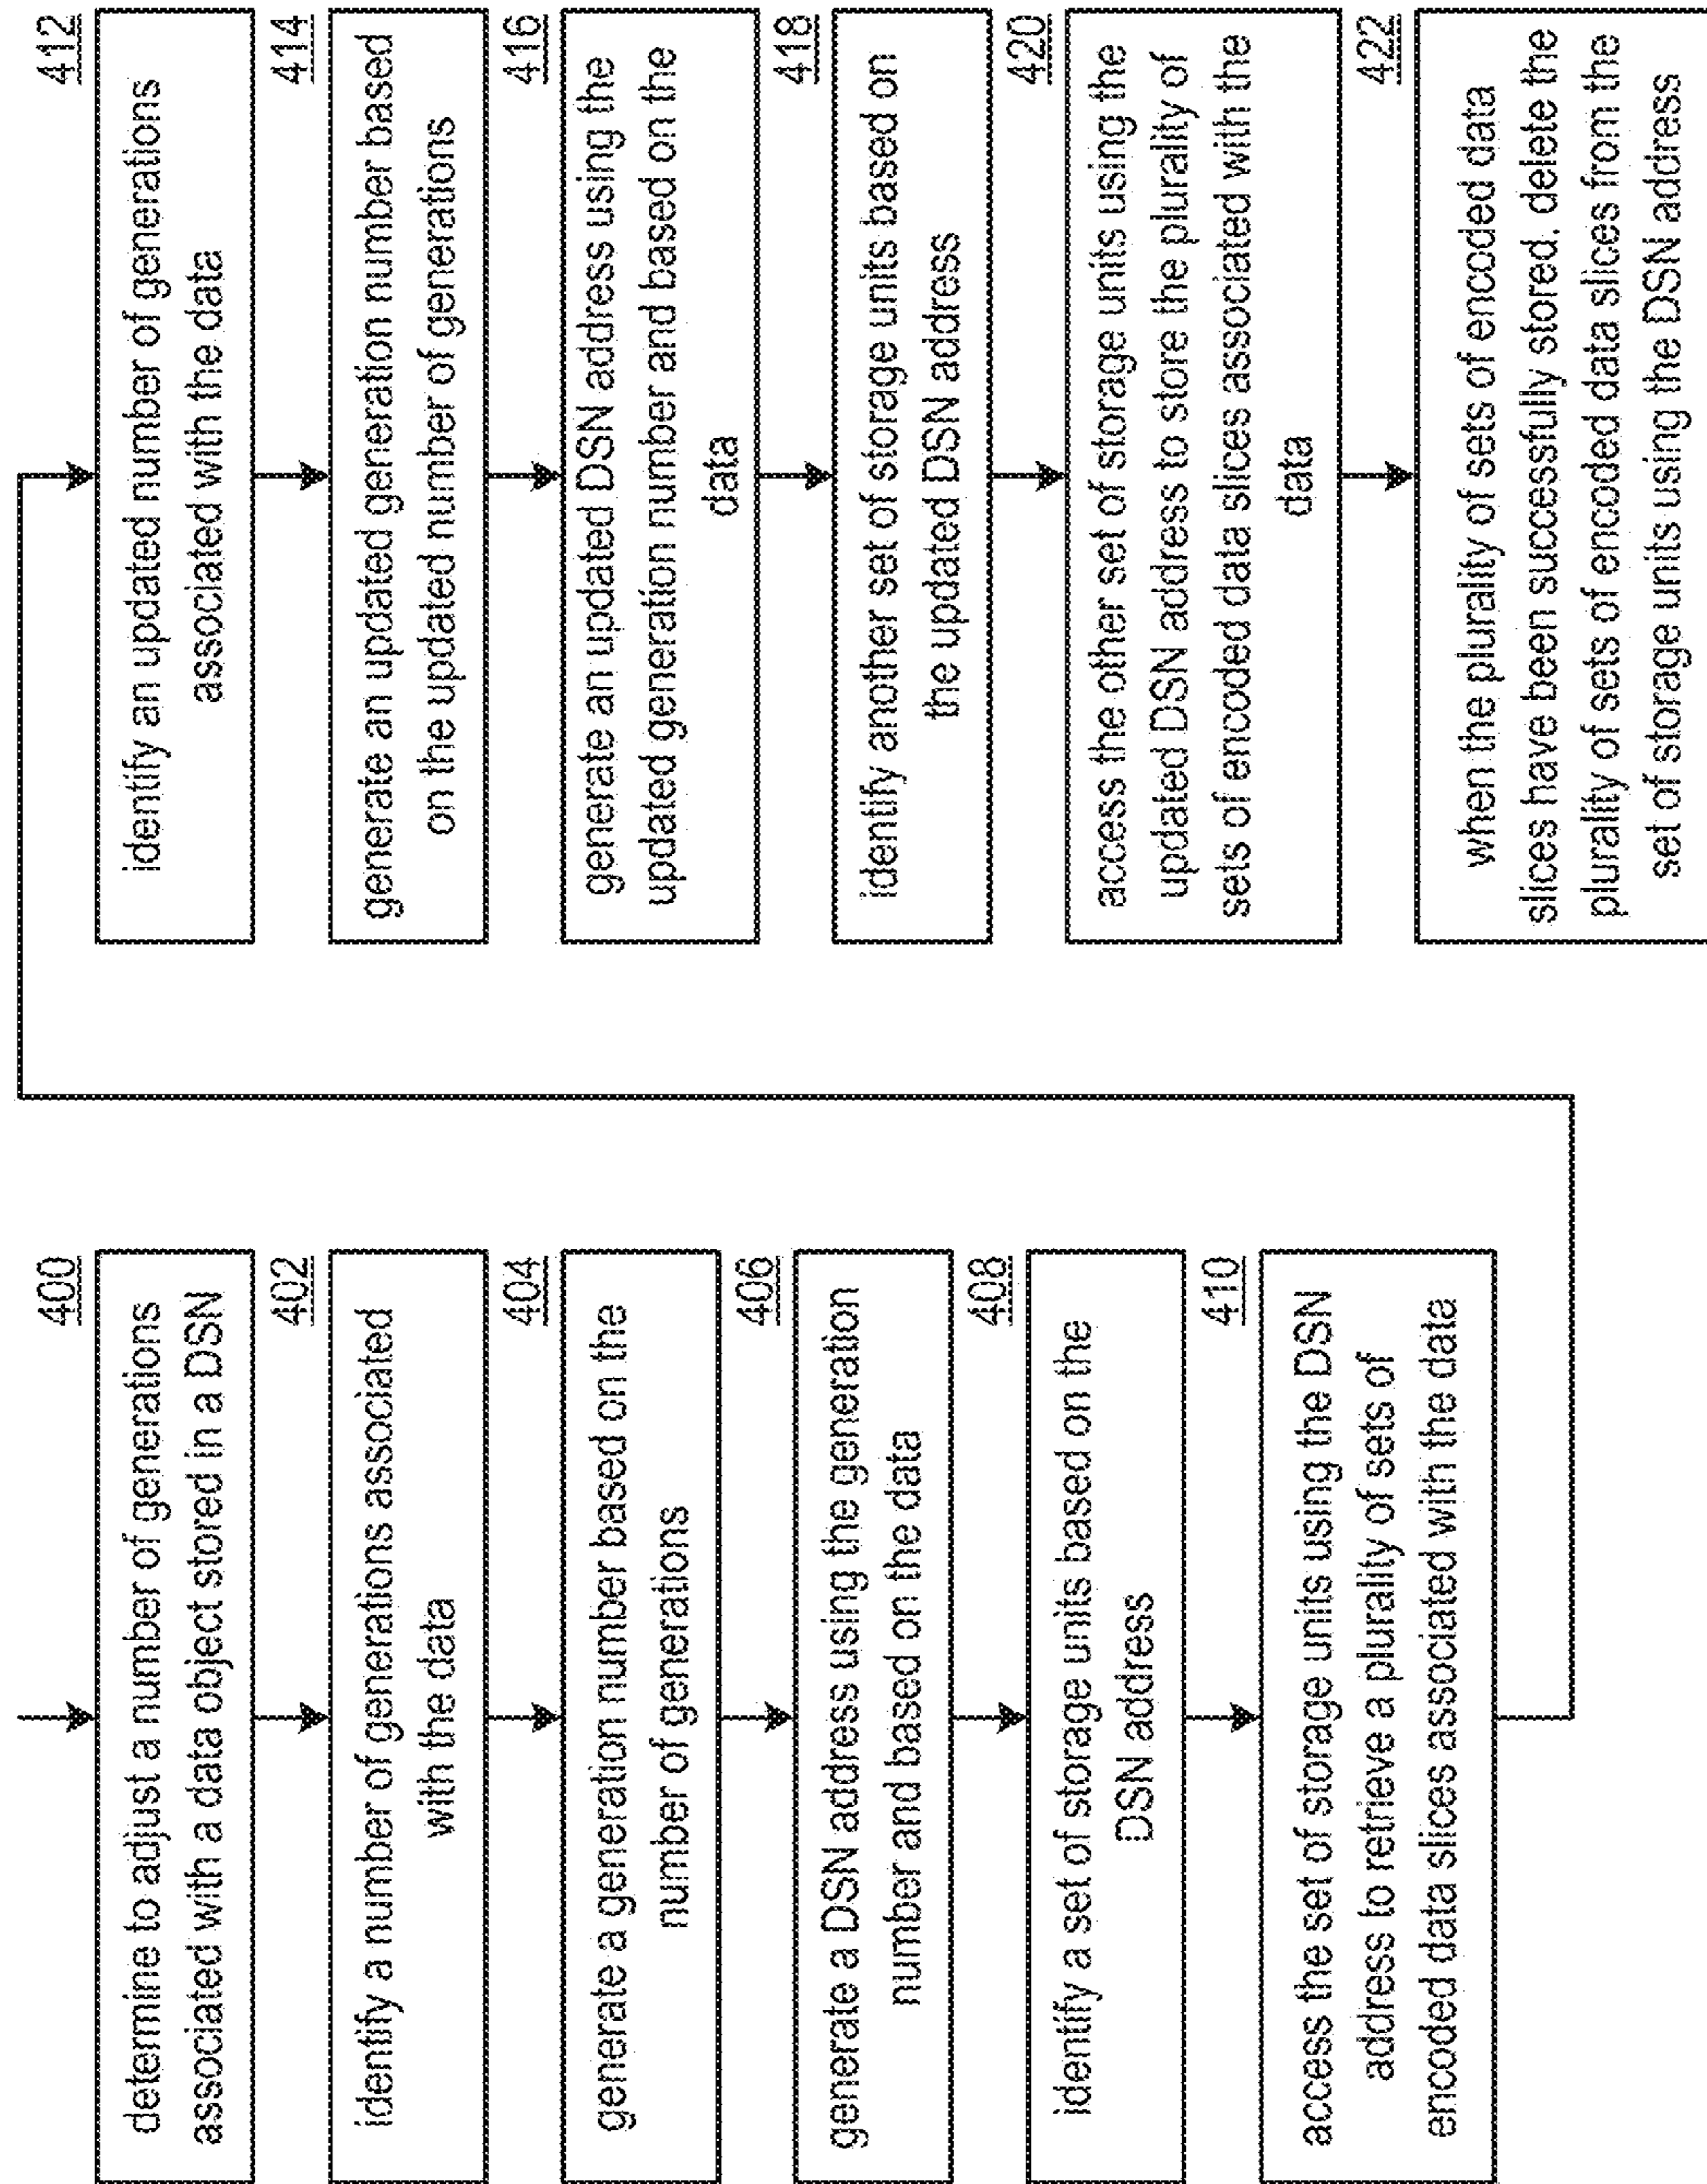 400
determine to adjust a number of generations
associated with a data object stored in a DSN
402
identify a number of generations associated
with the data
404
generate a generation number based on the
number of generations
406
generate a DSN address using the generation
number and based on the data
408
identify a set of storage units based on the
DSN address
410
access the set of storage units using the DSN
address to retrieve a plurality of sets of
encoded data slices associated with the data
412
identify an updated number of generations
associated with the data
414
generate an updated generation number based
on the updated number of generations
416
generate an updated DSN address using the
updated generation number and based on the
data
418
identify another set of storage units based on
the updated DSN address
420
access the other set of storage units using the
updated DSN address to store the plurality of
sets of encoded data slices associated with the
data
422
when the plurality of sets of encoded data
slices have been successfully stored, delete the
plurality of sets of encoded data slices from the
set of storage units using the DSN address